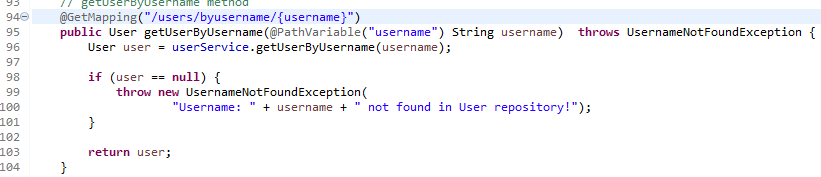 93 // getUserByUsername method
94 @GetMapping("/users/byusername/{username}")
95 public User getUserByUsername(@PathVariable("username") String username)  throws UsernameNotFoundException {
96 User user = userService.getUserByUsername(username);
97
98 if (user == null) {
99 throw new UsernameNotFoundException(
100 "Username: " + username + " not found in User repository!");
101 }
102
103 return user;
104 }